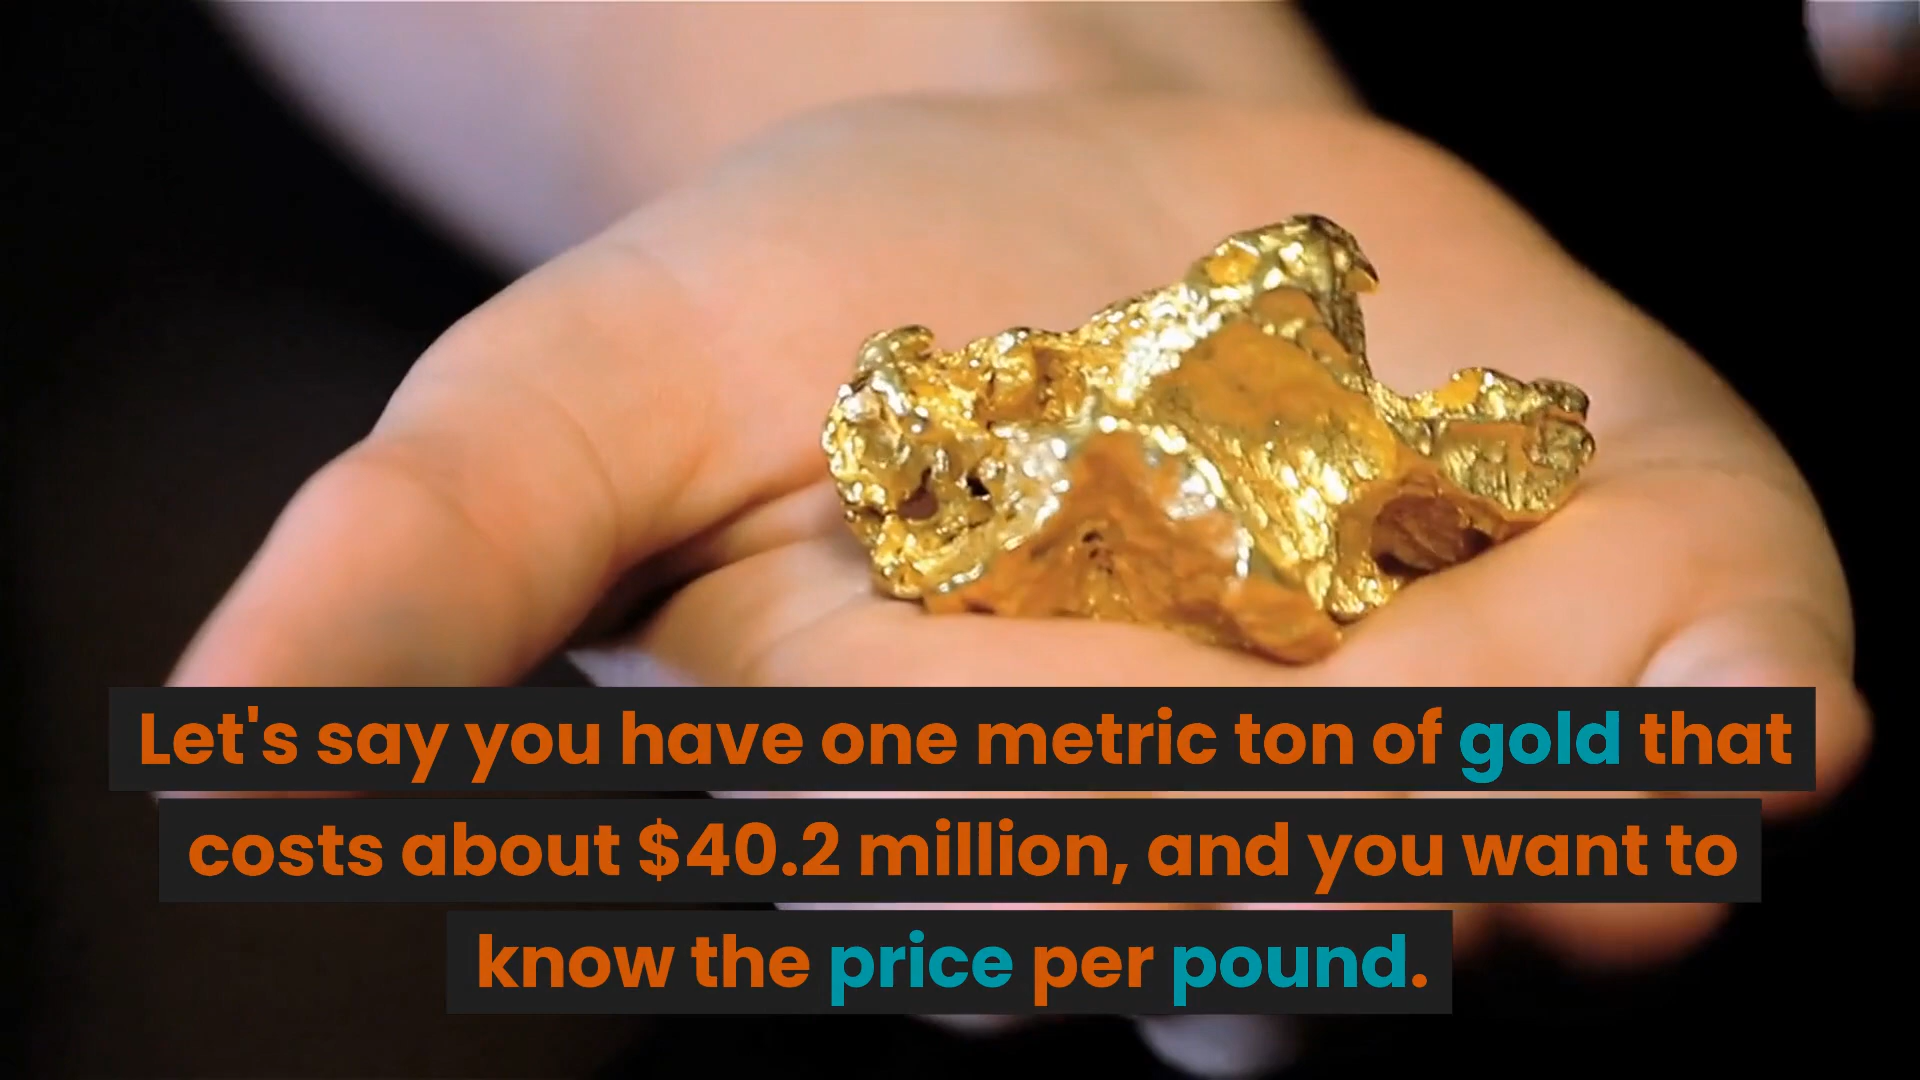 Let's say you have one metric ton of gold that
costs about $40.2 million, and you want to
know the price per pound.